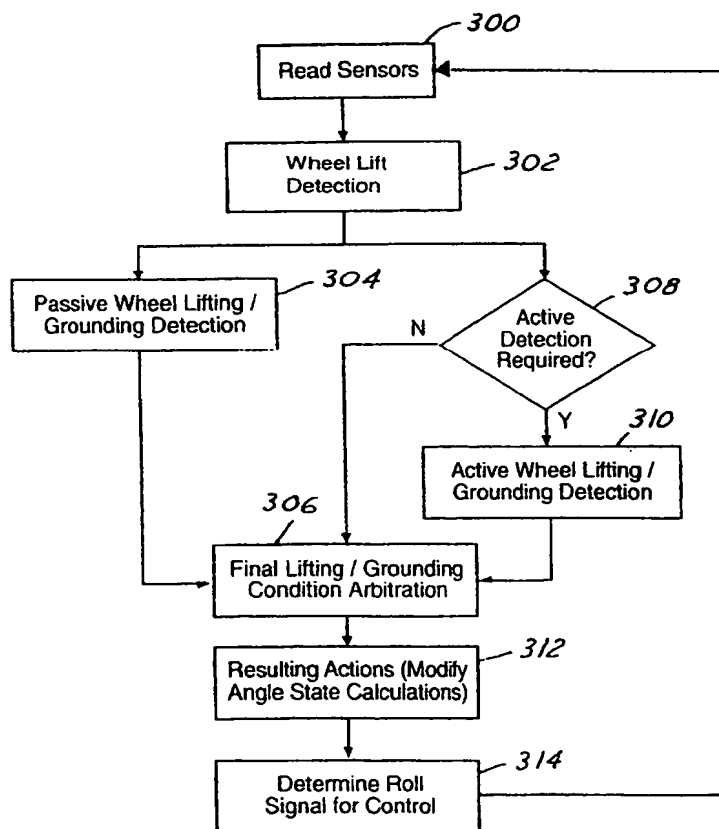 300
Read Sensors
Wheel Lift
Detection
302
304
Passive Wheel Lifting /
Grounding Detection
308
N
Active
Detection
Required?
Y
310
Active Wheel Lifting /
Grounding Detection
306
Final Lifting / Grounding
Condition Arbitration
312
Resulting Actions (Modify
Angle State Calculations)
314
Determine Roll
Signal for Control